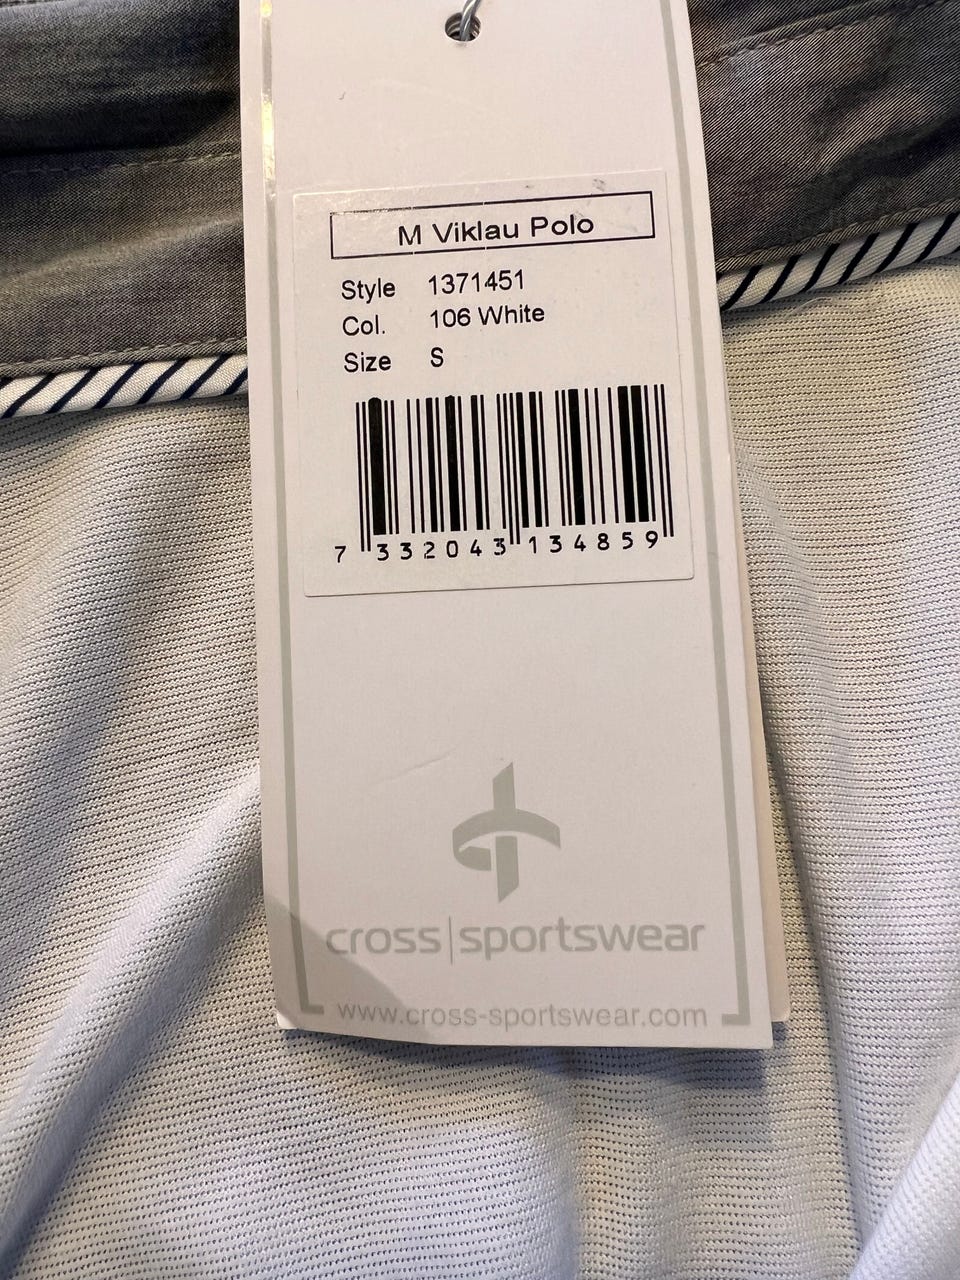 M Viklau Polo
Style 1371451
Col. 106 White
Size S
7 332043 134859
cross|sportswear
www.cross-sportswear.com